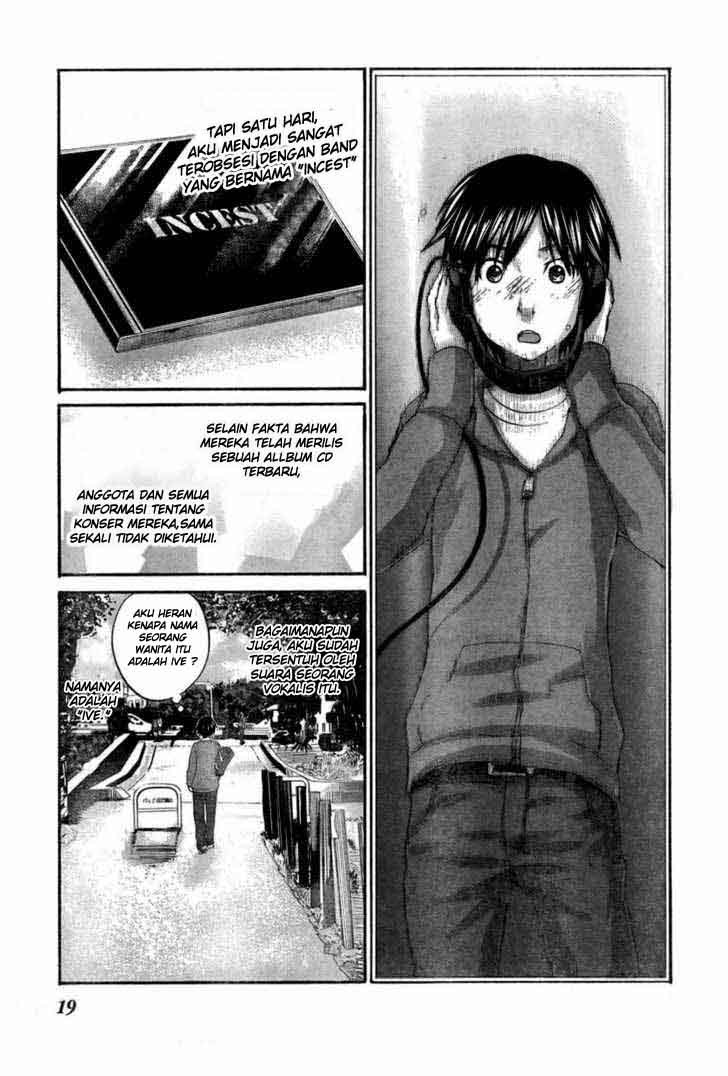 TAPI SATU HARI,
AKU MENJADI SANGAT
TEROBSESI DENGAN BAND
YANG BERNAMA "INCEST"
INCEST
SELAIN FAKTA BAHWA
MEREKA TELAH MERILIS
SEBUAH ALLBUM CD
TERBARU,
ANGGOTA DAN SEMUA
INFORMASI TENTANG
KONSER MEREKA,SAMA
SEKALI TIDAK DIKETAHUI.
BAGAIMANAPUN
JUGA, AKU SUDAH
TERSENTUH OLEH
SUARA SEORANG
VOKALIS ITU.
AKU HERAN
KENAPA NAMA
SEORANG
WANITA ITU
ADALAH IVE ?
NAMANYA
ADALAH
"IVE."
19